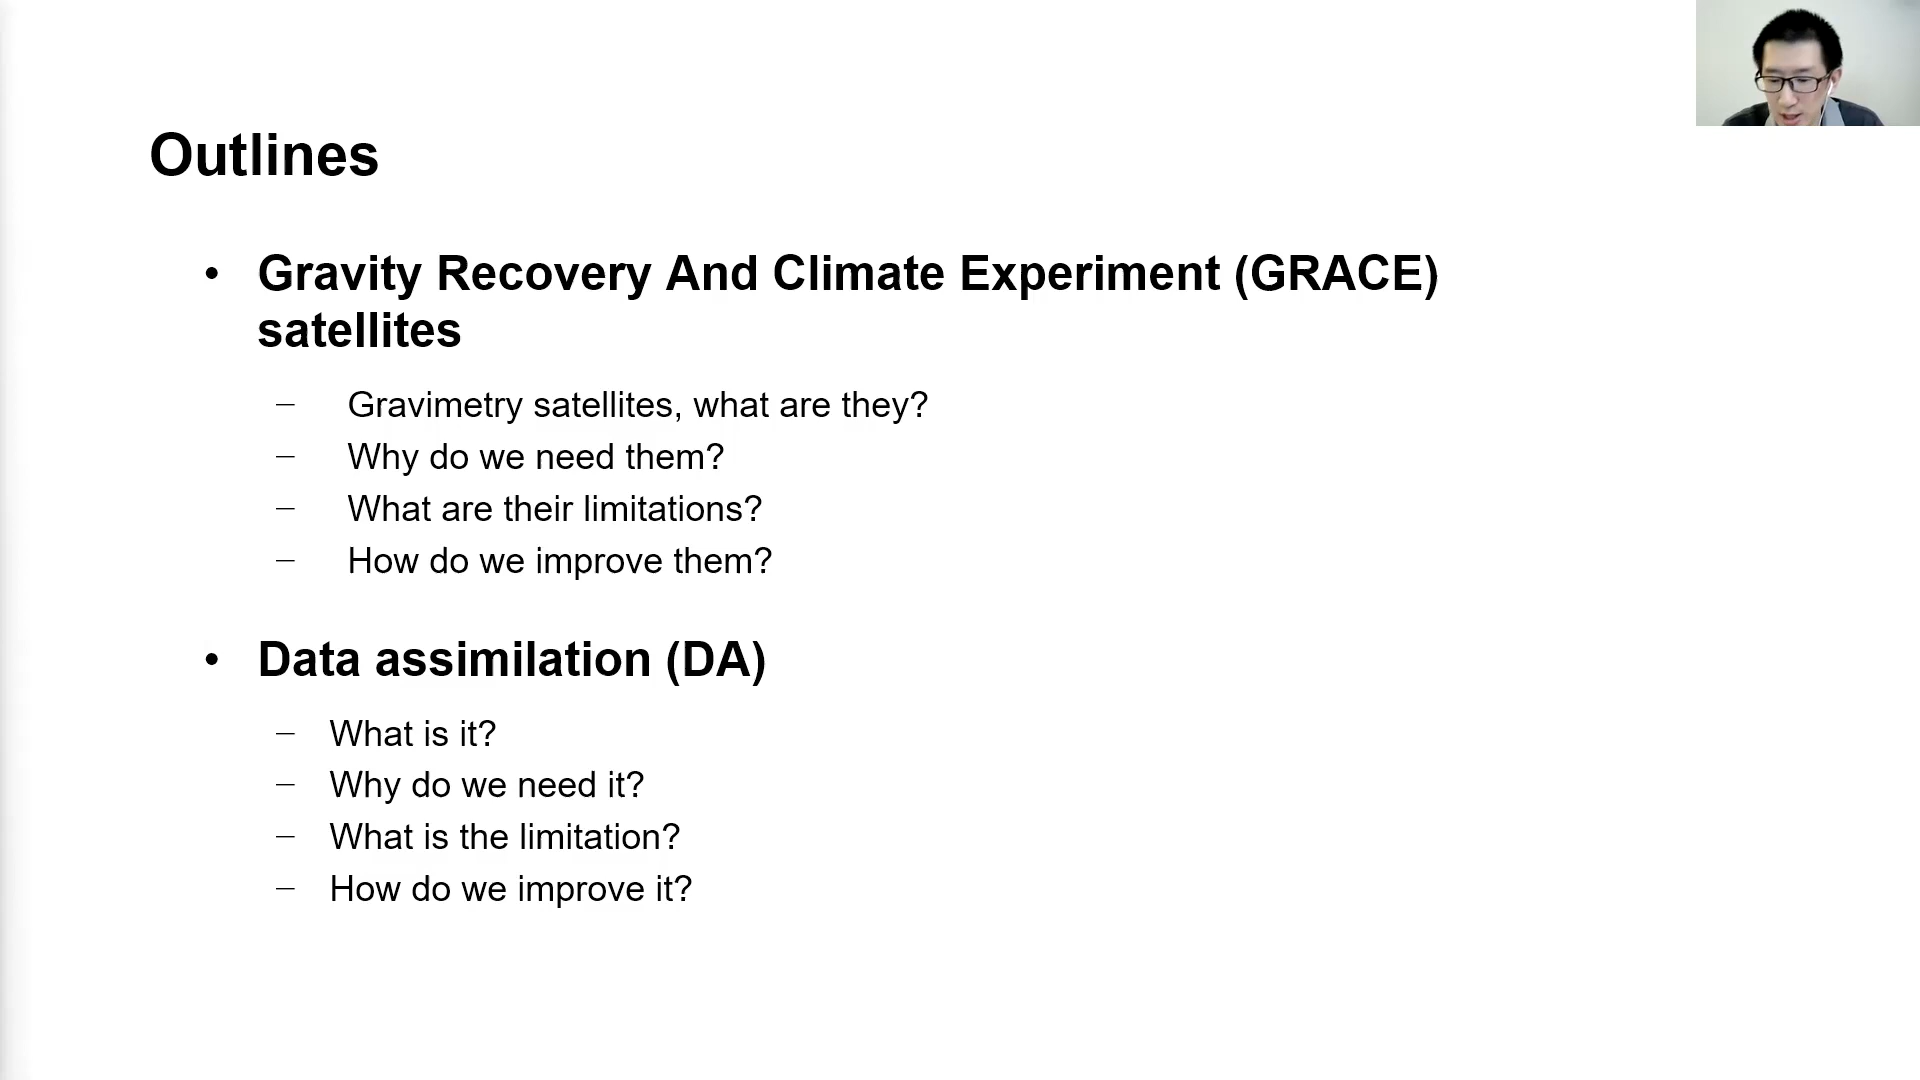 Outlines
• Gravity Recovery And Climate Experiment (GRACE)
satellites
– Gravimetry satellites, what are they?
– Why do we need them?
– What are their limitations?
– How do we improve them?
• Data assimilation (DA)
– What is it?
– Why do we need it?
– What is the limitation?
– How do we improve it?